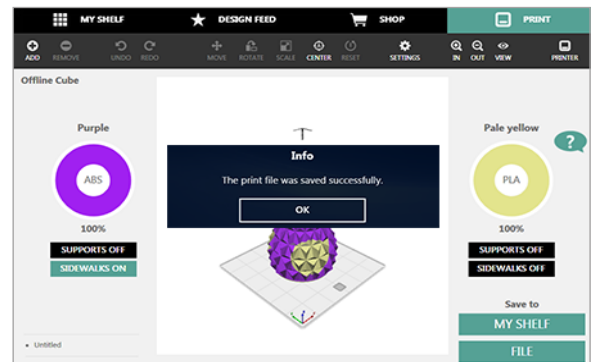 MY SHELF
DESIGN FEED
SHOP
PRINT
ADD
REMOVE
UNDO
REDO
MOVE
ROTATE
SCALE
CENTER
RESET
SETTINGS
IN
OUT
VIEW
PRINTER
Offline Cube
Purple
ABS
100%
SUPPORTS OFF
SIDEWALKS ON
• Untitled
Info
The print file was saved successfully.
OK
Pale yellow
?
PLA
100%
SUPPORTS OFF
SIDEWALKS OFF
Save to
MY SHELF
FILE